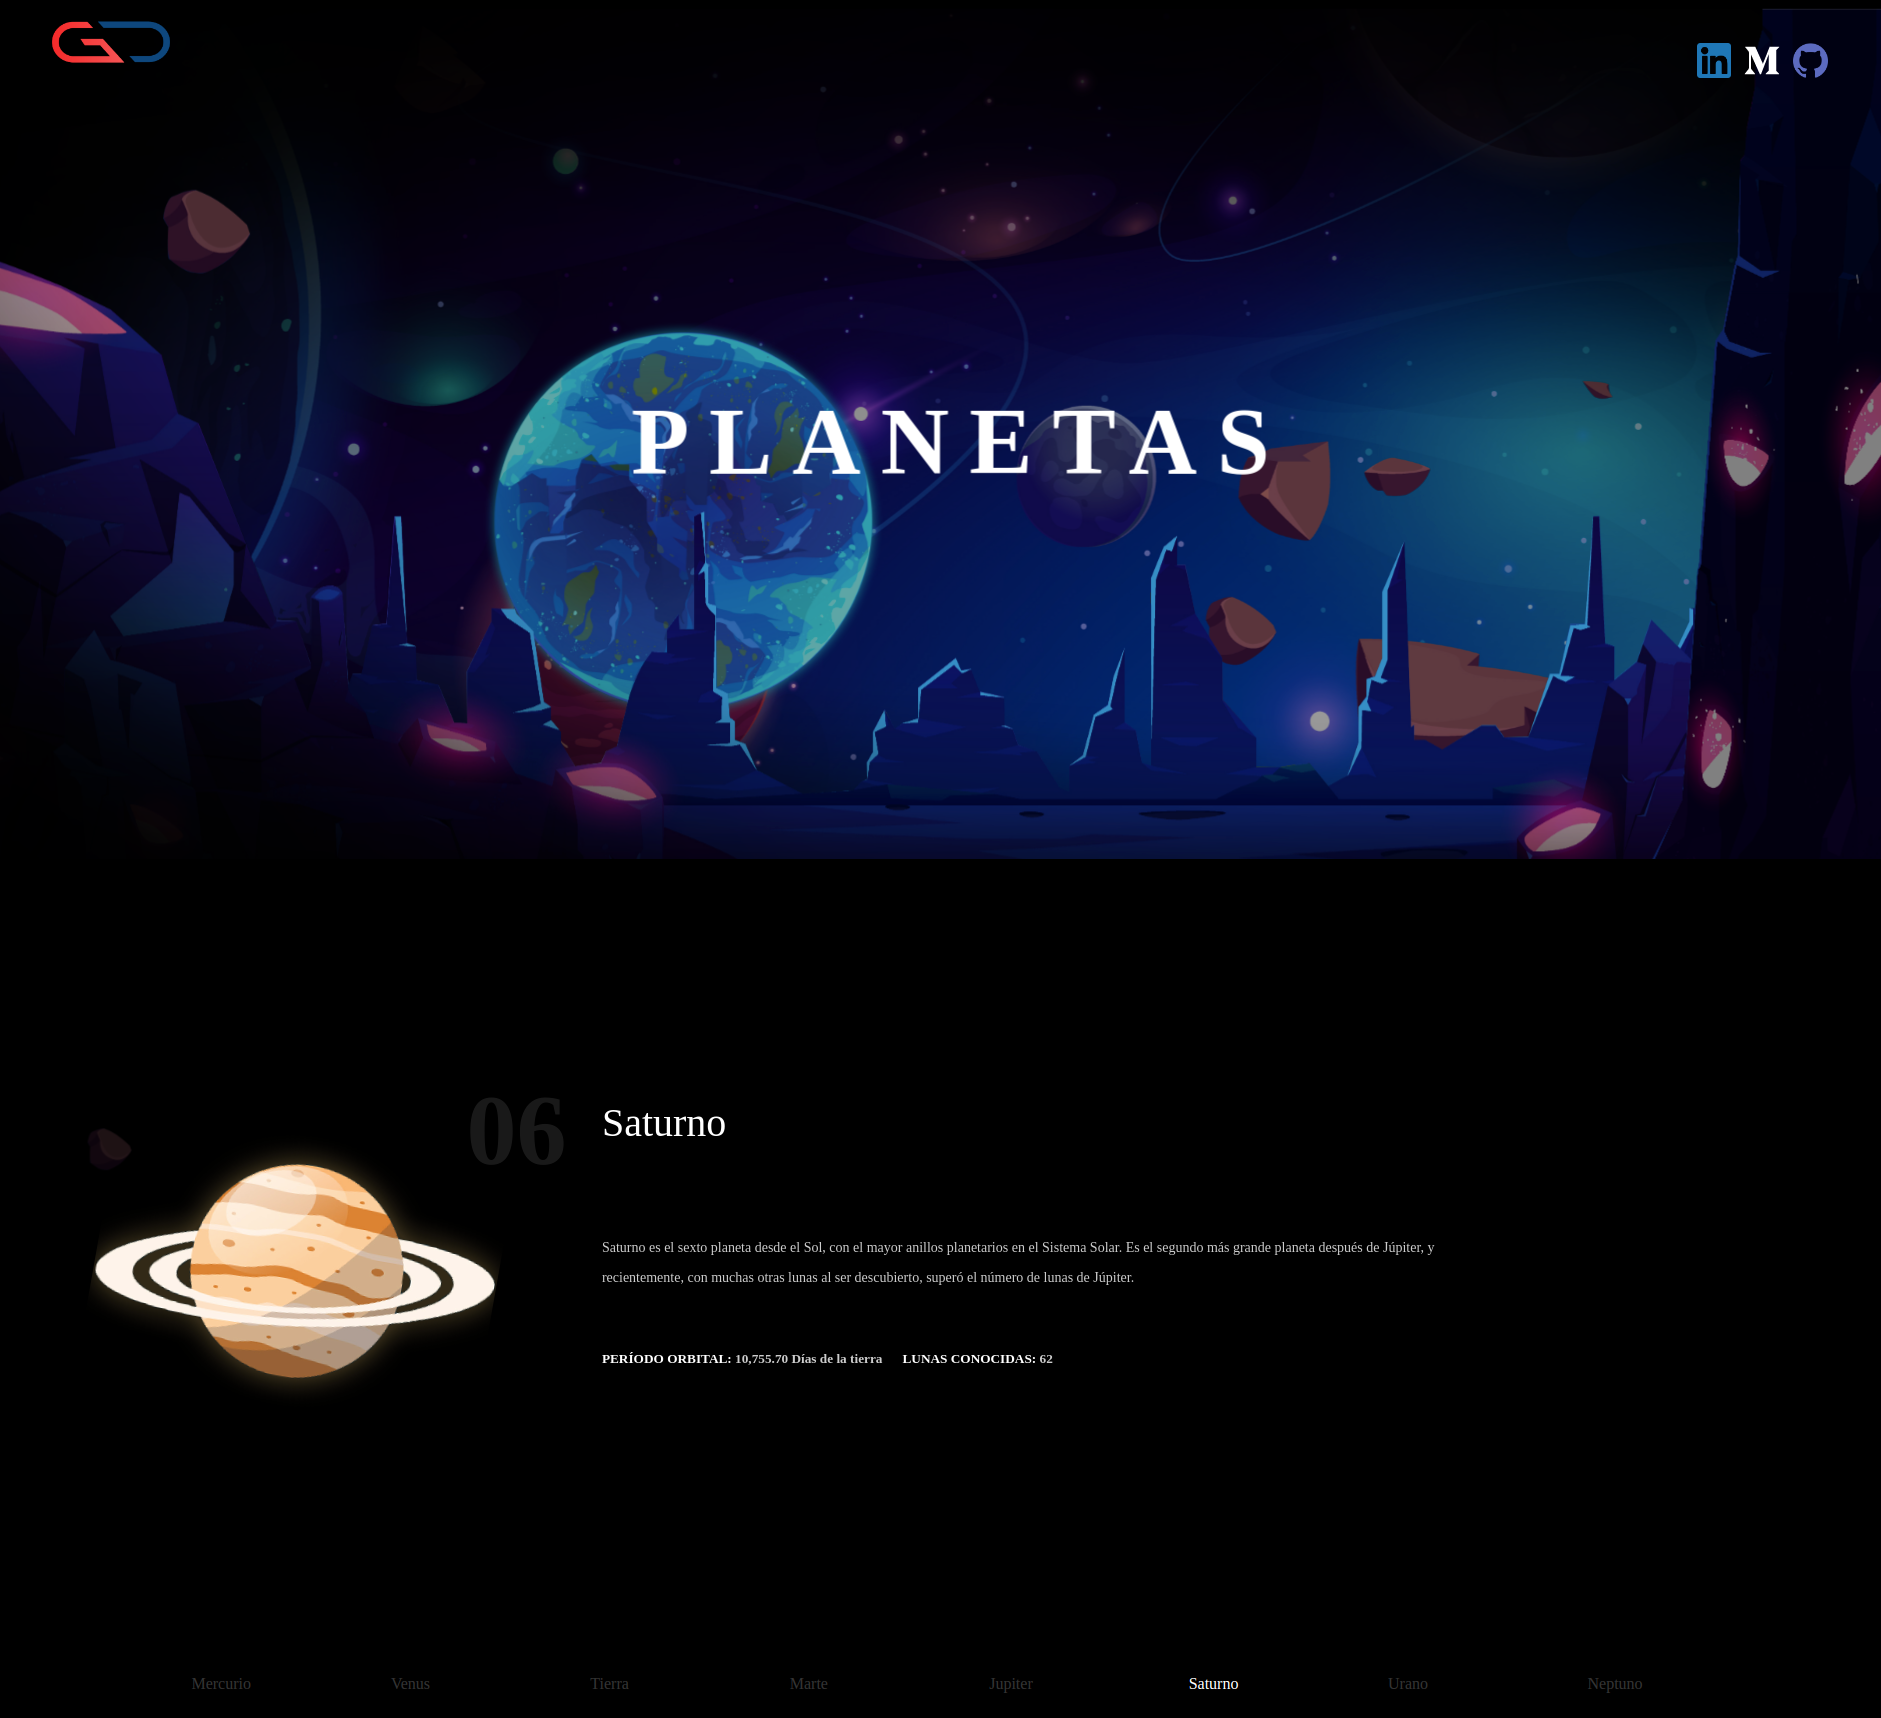 PLANETAS
06
Saturno
Saturno es el sexto planeta desde el Sol, con el mayor anillos planetarios en el Sistema Solar. Es el segundo más grande planeta después de Júpiter, y
recientemente, con muchas otras lunas al ser descubierto, superó el número de lunas de Júpiter.
PERÍODO ORBITAL: 10,755.70 Días de la tierra LUNAS CONOCIDAS: 62
Mercurio Venus Tierra Marte Jupiter Saturno Urano Neptuno